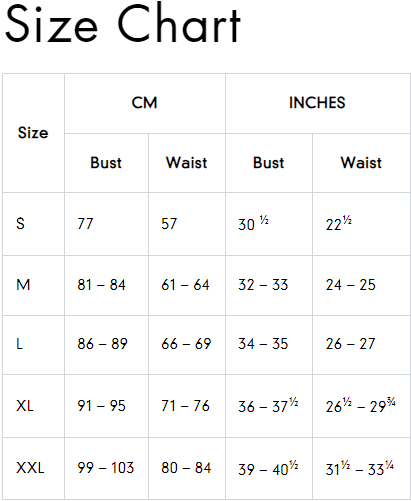 Size Chart
Size CM INCHES
Bust Waist Bust Waist
S 77 57 30 ½ 22½
M 81 – 84 61 – 64 32 – 33 24 – 25
L 86 – 89 66 – 69 34 – 35 26 – 27
XL 91 – 95 71 – 76 36 – 37½ 26½ – 29¾
XXL 99 – 103 80 – 84 39 – 40½ 31½ – 33¼